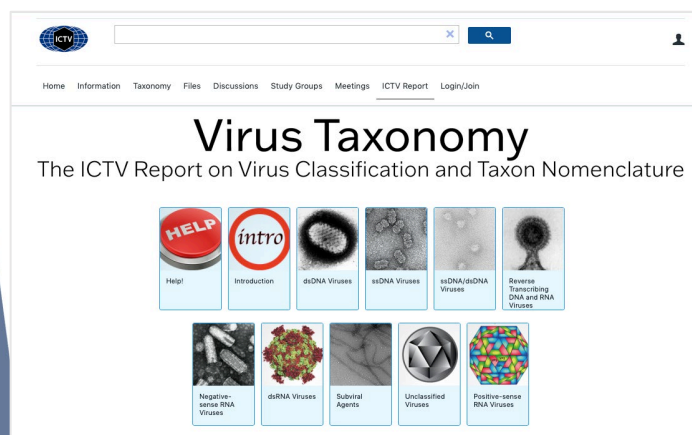 ICTV
Home Information Taxonomy Files Discussions Study Groups Meetings ICTV Report Login/Join
Virus Taxonomy
The ICTV Report on Virus Classification and Taxon Nomenclature
HELP
intro
Help!
Introduction
dsDNA Viruses
ssDNA Viruses
ssDNA/dsDNA
Viruses
Reverse
Transcribing
DNA and RNA
Viruses
Negative-
sense RNA
Viruses
dsRNA Viruses
Subviral
Agents
Unclassified
Viruses
Positive-sense
RNA Viruses